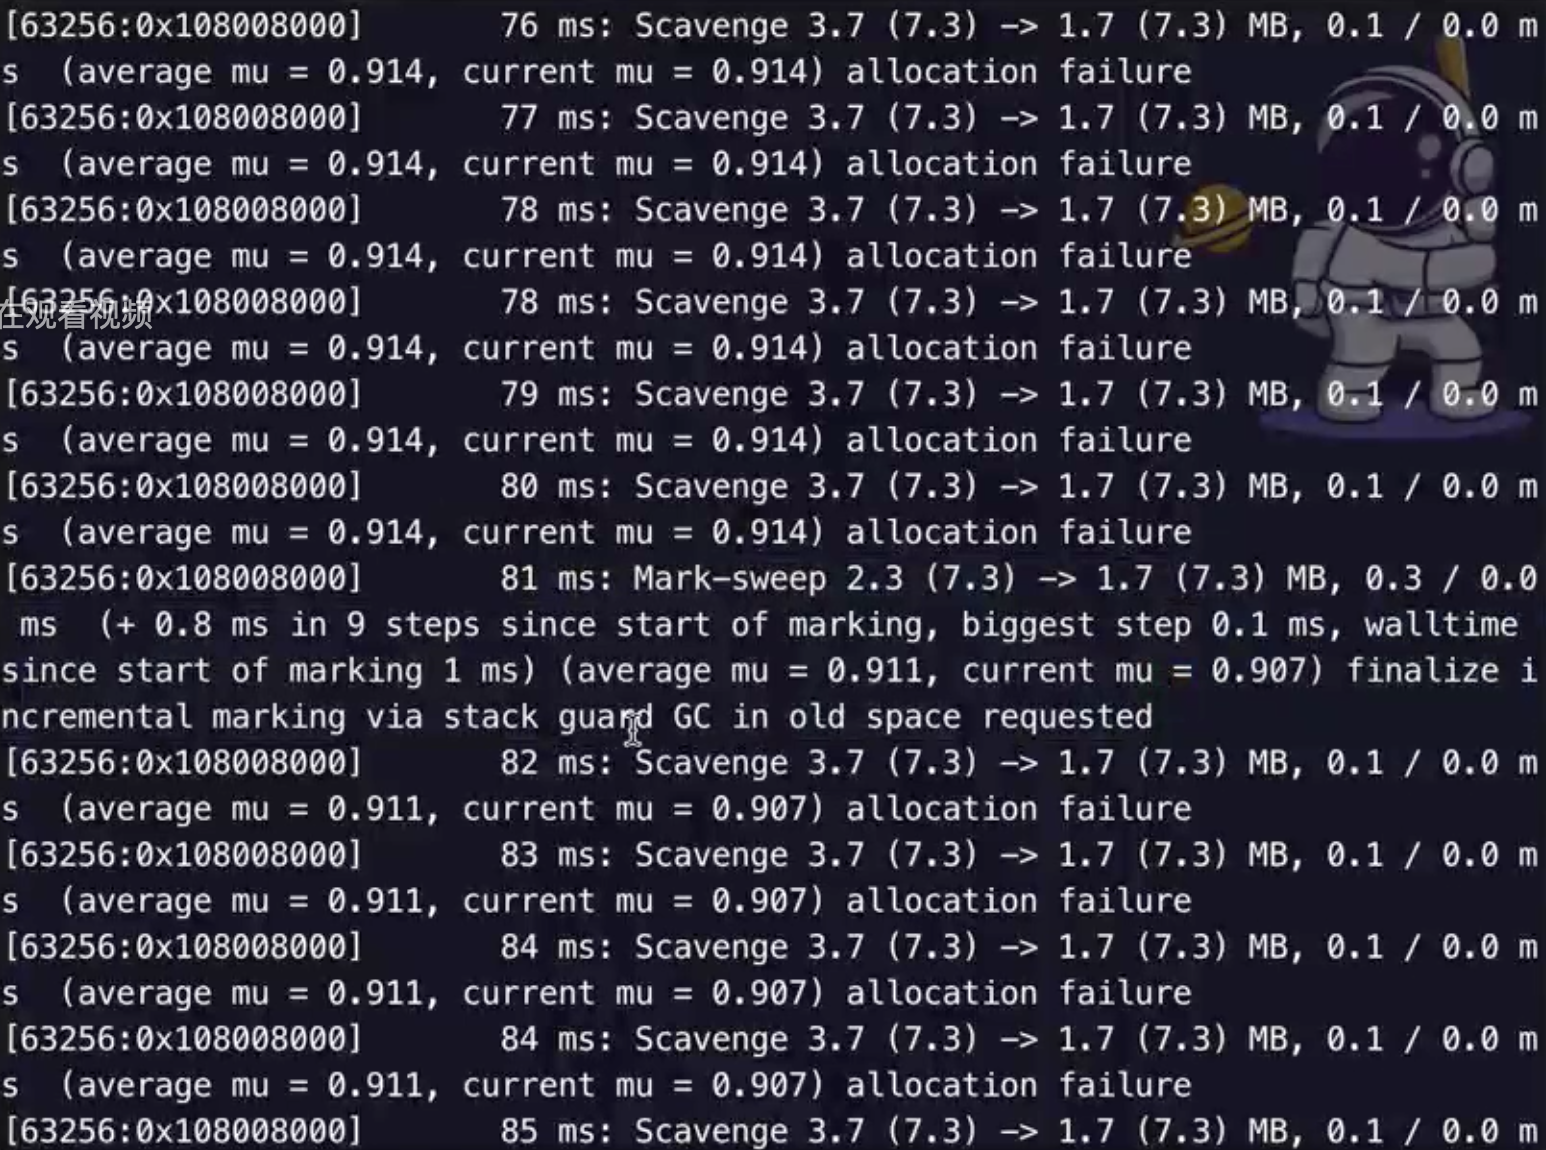 [63256:0x108008000]       76 ms: Scavenge 3.7 (7.3) -> 1.7 (7.3) MB, 0.1 / 0.0 m
s  (average mu = 0.914, current mu = 0.914) allocation failure
[63256:0x108008000]       77 ms: Scavenge 3.7 (7.3) -> 1.7 (7.3) MB, 0.1 / 0.0 m
s  (average mu = 0.914, current mu = 0.914) allocation failure
[63256:0x108008000]       78 ms: Scavenge 3.7 (7.3) -> 1.7 (7.3) MB, 0.1 / 0.0 m
s  (average mu = 0.914, current mu = 0.914) allocation failure
[63256:0x108008000]       78 ms: Scavenge 3.7 (7.3) -> 1.7 (7.3) MB, 0.1 / 0.0 m
在观看视频
s  (average mu = 0.914, current mu = 0.914) allocation failure
[63256:0x108008000]       79 ms: Scavenge 3.7 (7.3) -> 1.7 (7.3) MB, 0.1 / 0.0 m
s  (average mu = 0.914, current mu = 0.914) allocation failure
[63256:0x108008000]       80 ms: Scavenge 3.7 (7.3) -> 1.7 (7.3) MB, 0.1 / 0.0 m
s  (average mu = 0.914, current mu = 0.914) allocation failure
[63256:0x108008000]       81 ms: Mark-sweep 2.3 (7.3) -> 1.7 (7.3) MB, 0.3 / 0.0
 ms  (+ 0.8 ms in 9 steps since start of marking, biggest step 0.1 ms, walltime
since start of marking 1 ms) (average mu = 0.911, current mu = 0.907) finalize i
ncremental marking via stack guard GC in old space requested
[63256:0x108008000]       82 ms: Scavenge 3.7 (7.3) -> 1.7 (7.3) MB, 0.1 / 0.0 m
s  (average mu = 0.911, current mu = 0.907) allocation failure
[63256:0x108008000]       83 ms: Scavenge 3.7 (7.3) -> 1.7 (7.3) MB, 0.1 / 0.0 m
s  (average mu = 0.911, current mu = 0.907) allocation failure
[63256:0x108008000]       84 ms: Scavenge 3.7 (7.3) -> 1.7 (7.3) MB, 0.1 / 0.0 m
s  (average mu = 0.911, current mu = 0.907) allocation failure
[63256:0x108008000]       84 ms: Scavenge 3.7 (7.3) -> 1.7 (7.3) MB, 0.1 / 0.0 m
s  (average mu = 0.911, current mu = 0.907) allocation failure
[63256:0x108008000]       85 ms: Scavenge 3.7 (7.3) -> 1.7 (7.3) MB, 0.1 / 0.0 m